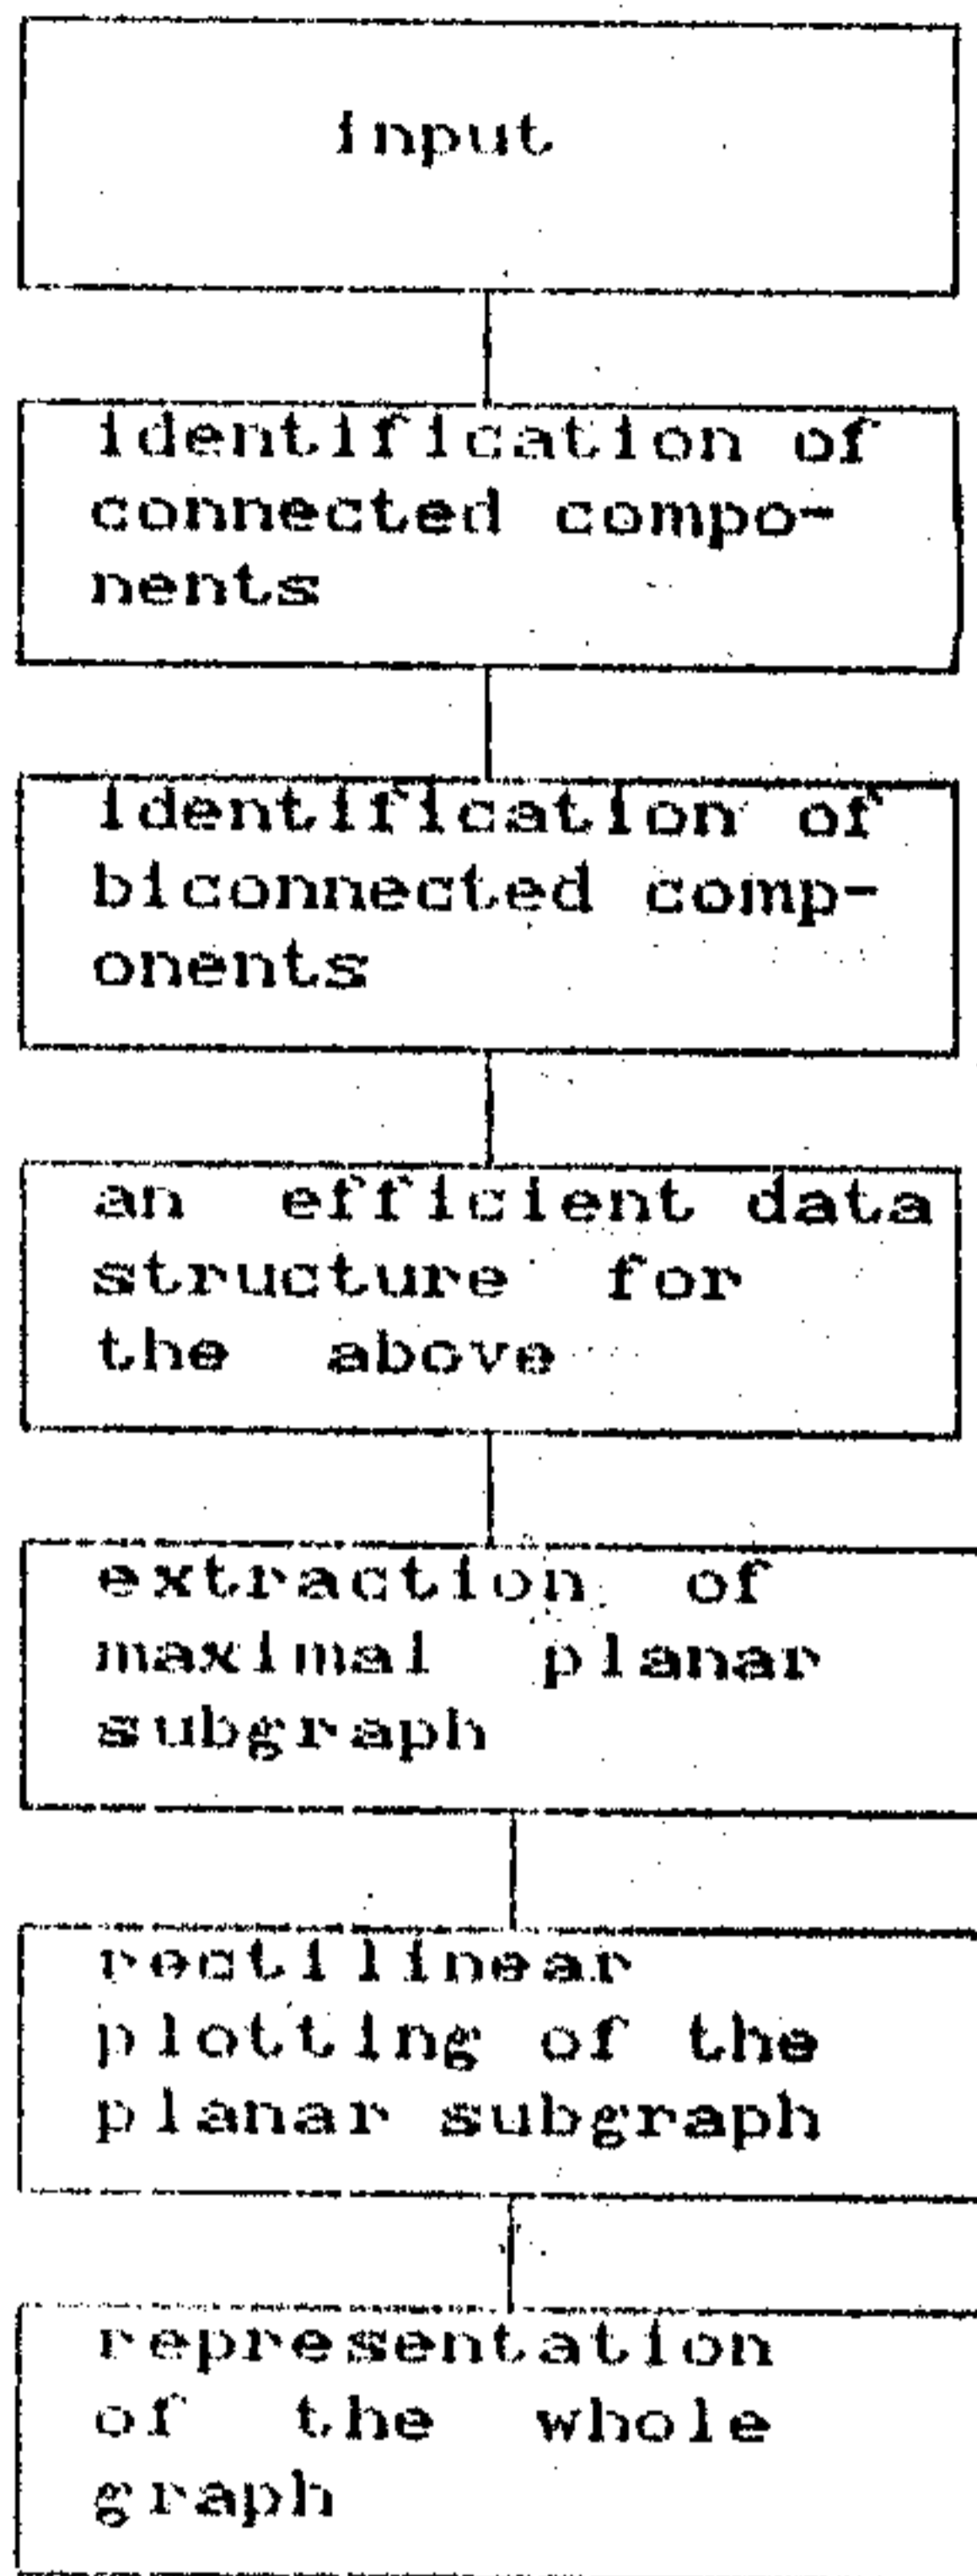 input
identification of
connected compo-
nents
identification of
biconnected comp-
onents
an efficient data
structure for
the above
extraction of
maximal planar
subgraph
rectilinear
plotting of the
planar subgraph
representation
of the whole
graph